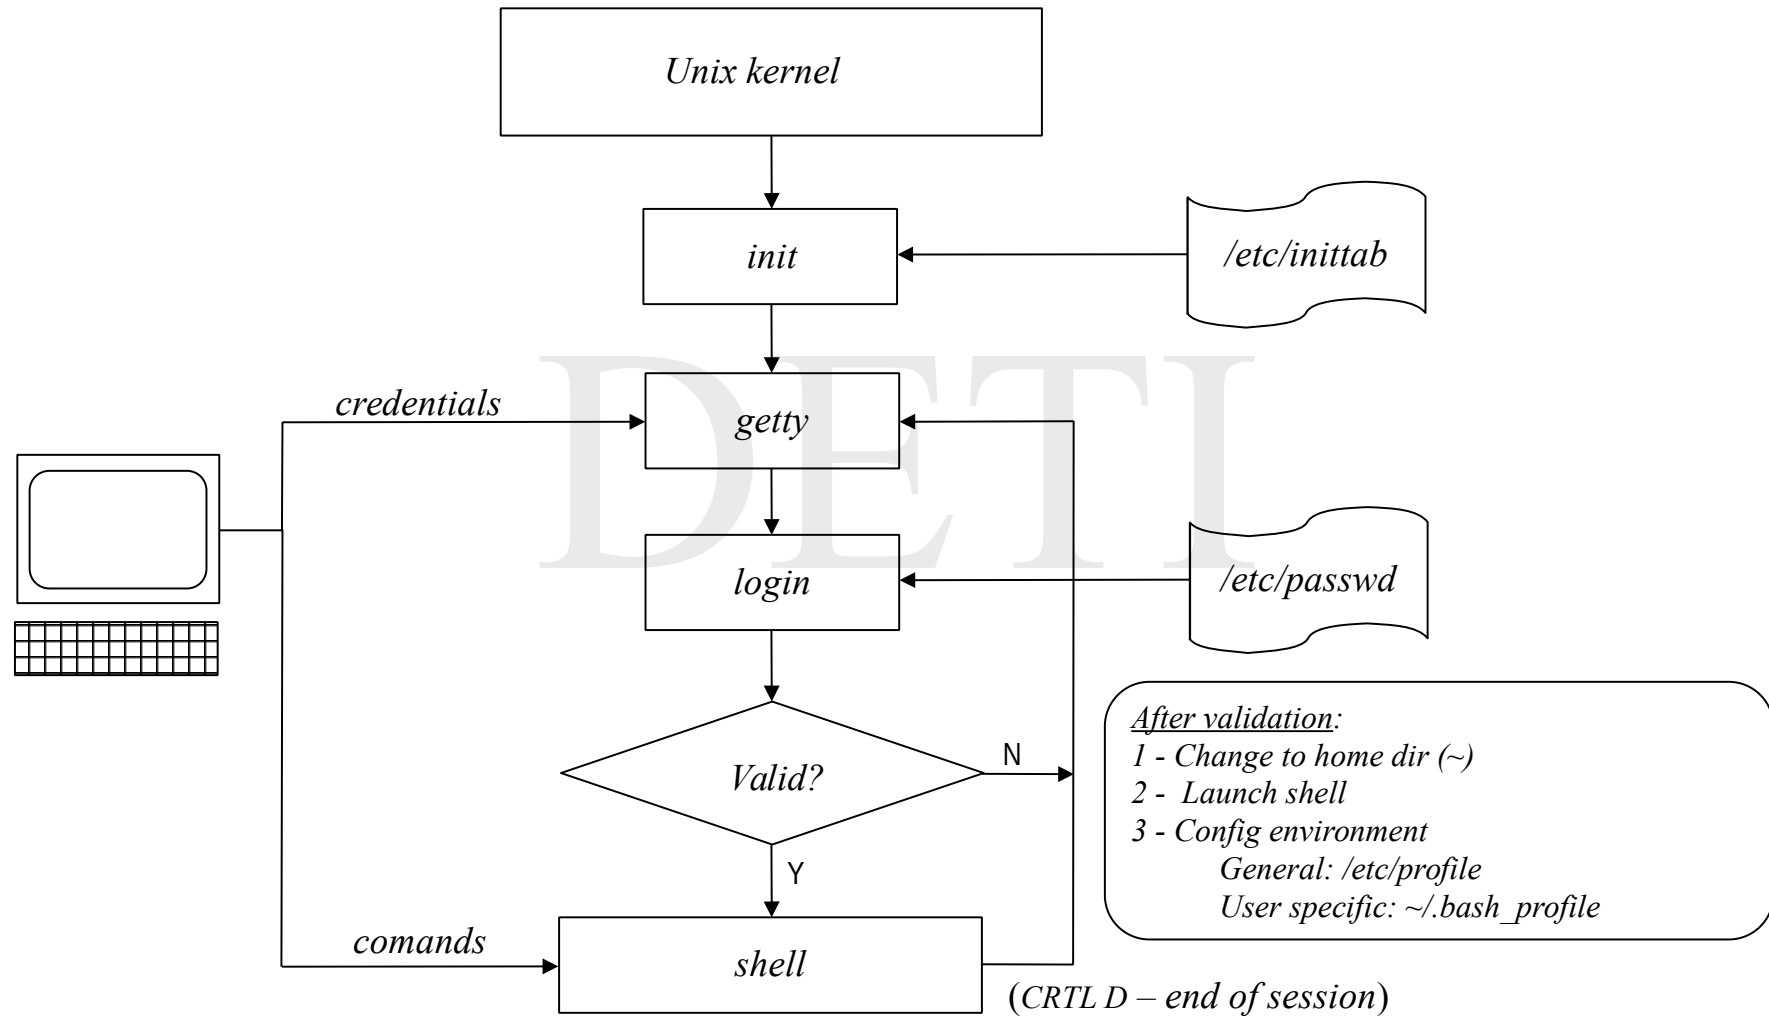 Unix kernel
init
/etc/inittab
DETI
credentials
getty
login
/etc/passwd
Valid?
N
Y
After validation:
1 - Change to home dir (~)
2 -  Launch shell
3 - Config environment
General: /etc/profile
User specific: ~/.bash_profile
comands
shell
(CRTL D – end of session)